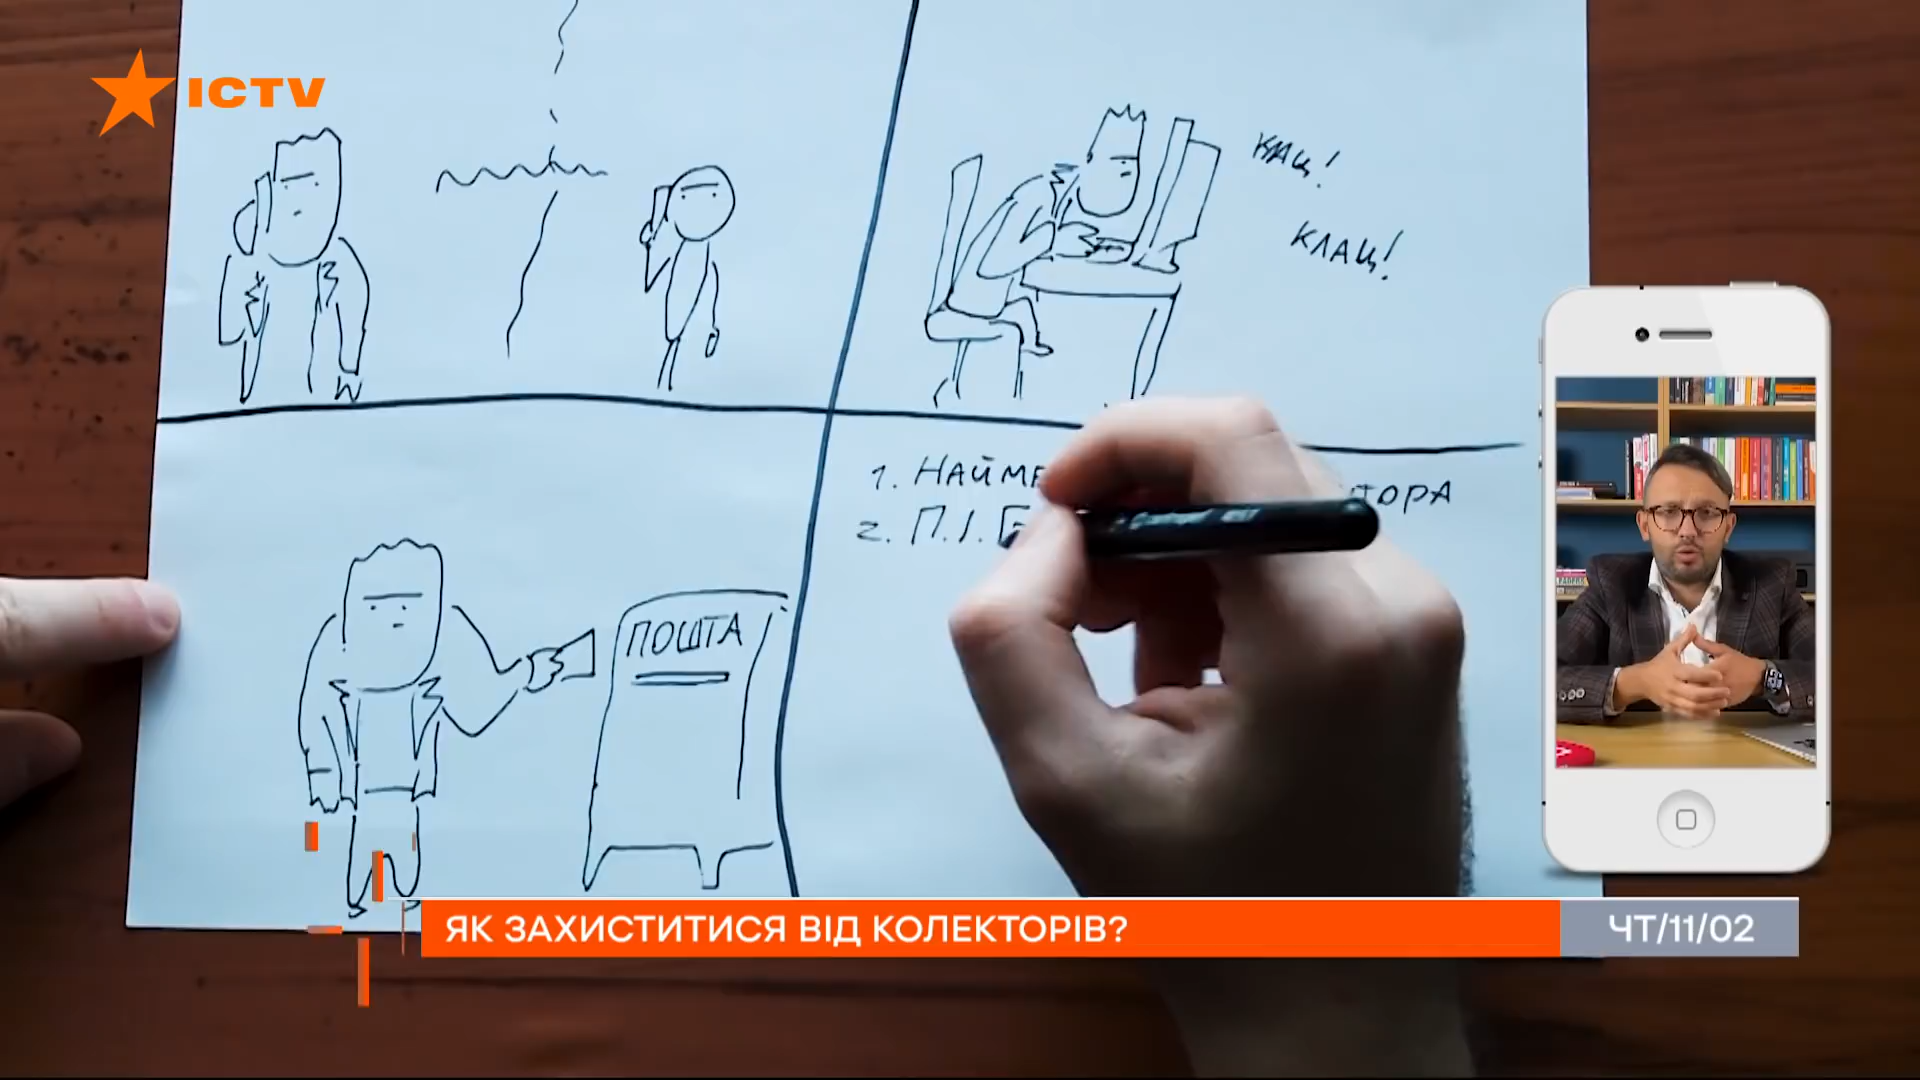 ICTV
КЛАЦ!
КЛАЦ!
1. НАЙМЕ ТОРА
2. П.І.Б
ПОШТА
ЯК ЗАХИСТИТИСЯ ВІД КОЛЕКТОРІВ?
ЧТ/11/02